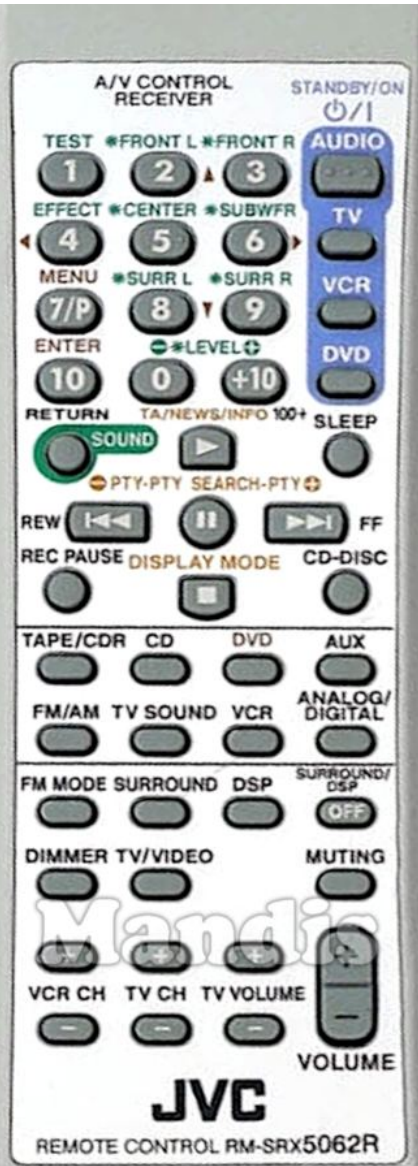 A/V CONTROL
RECEIVER
STANDBY/ON
⏻/I
TEST ✳FRONT L ✳FRONT R AUDIO
1 2 ▲ 3
EFFECT ✳CENTER ✳SUBWFR TV
◀ 4 5 6 ▶
MENU ✳SURR L ✳SURR R VCR
7/P 8 ▼ 9
ENTER ⊖✳LEVEL⊕ DVD
10 0 +10
RETURN TA/NEWS/INFO 100+ SLEEP
SOUND
⊖PTY-PTY SEARCH-PTY⊕
REW FF
REC PAUSE DISPLAY MODE CD-DISC
TAPE/CDR CD DVD AUX
FM/AM TV SOUND VCR ANALOG/
DIGITAL
FM MODE SURROUND DSP SURROUND/
DSP
OFF
DIMMER TV/VIDEO MUTING
Mandis
+ + + +
VCR CH TV CH TV VOLUME
- - - -
VOLUME
JVC
REMOTE CONTROL RM-SRX5062R